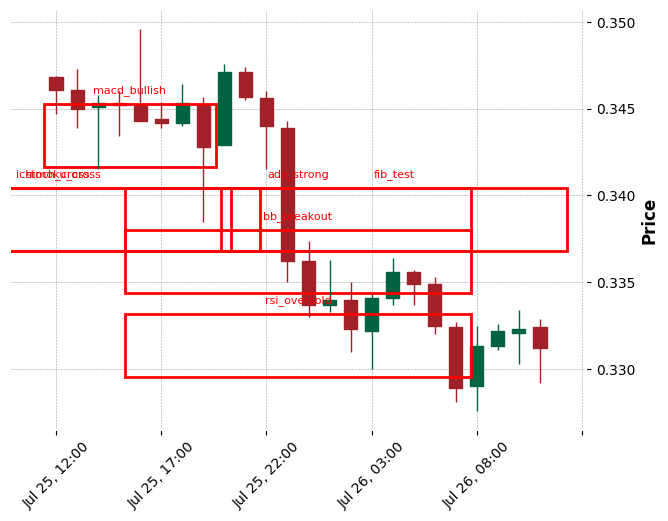 0.350
macd_bullish
0.345
adx_strong
fib_test
0.340
bb_breakout
Price
0.335
rsi_oversold
0.330
Jul 25, 12:00
Jul 25, 17:00
Jul 25, 22:00
Jul 26, 03:00
Jul 26, 08:00